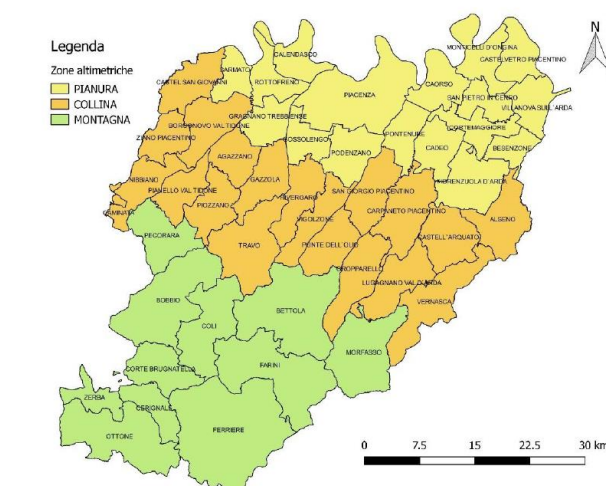 Legenda
Zone altimetriche
PIANURA
COLLINA
MONTAGNA
N
CALENDASCO
MONTICELLI D'ONGINA
CASTELVETRO PIACENTINO
SARMATO
CASTEL SAN GIOVANNI
ROTTOFRENO
CAORSO
PIACENZA
SAN PIETRO IN CERRO
VILLANOVA SULL'ARDA
GRAGNANO TREBBIENSE
BORGONOVO VAL TIDONE
CORTEMAGGIORE
ZIANO PIACENTINO
PONTENURE
GOSSOLENGO
CADEO
BESENZONE
PODENZANO
AGAZZANO
NIBBIANO
GAZZOLA
FIORENZUOLA D'ARDA
PIANELLO VAL TIDONE
SAN GIORGIO PIACENTINO
RIVERGARO
PIOZZANO
ALSENO
CAMINATA
CARPANETO PIACENTINO
VIGOLZONE
PECORARA
CASTELL'ARQUATO
TRAVO
PONTE DELL'OLIO
GROPPARELLO
LUGAGNANO VAL D'ARDA
BOBBIO
VERNASCA
BETTOLA
COLI
MORFASSO
FARINI
CORTE BRUGNATELLA
ZERBA
CERIGNALE
FERRIERE
OTTONE
0 7.5 15 22.5 30 km